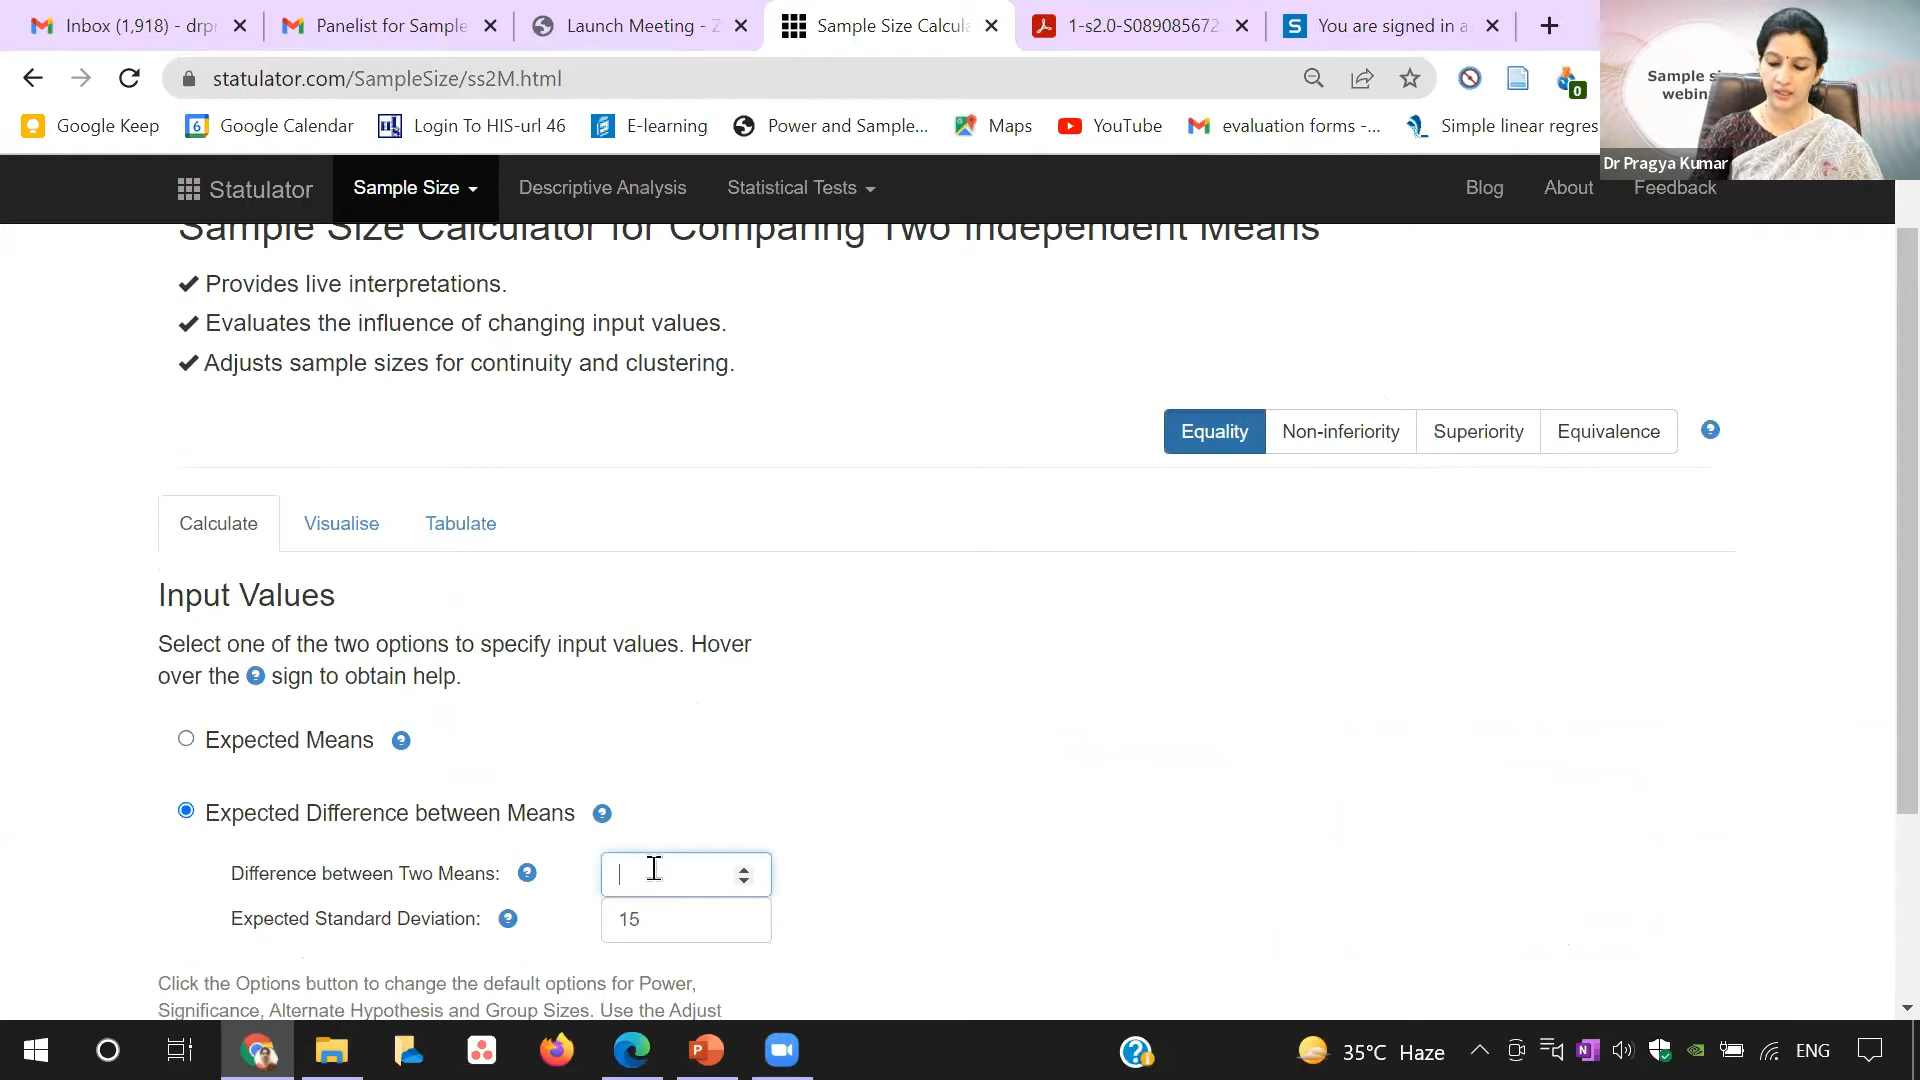 Inbox (1,918) - drpr
Panelist for Sample
Launch Meeting - Z
Sample Size Calcula
1-s2.0-S089085672
You are signed in a
statulator.com/SampleSize/ss2M.html
0
Google Keep
Google Calendar
Login To HIS-url 46
E-learning
Power and Sample...
Maps
YouTube
evaluation forms -...
Simple linear regres
Sample si
webin
Dr Pragya Kumar
Statulator
Sample Size
Descriptive Analysis
Statistical Tests
Blog
About
Feedback
Sample Size Calculator for Comparing Two Independent Means
✔ Provides live interpretations.
✔ Evaluates the influence of changing input values.
✔ Adjusts sample sizes for continuity and clustering.
Equality
Non-inferiority
Superiority
Equivalence
?
Calculate
Visualise
Tabulate
Input Values
Select one of the two options to specify input values. Hover
over the ? sign to obtain help.
Expected Means ?
Expected Difference between Means ?
Difference between Two Means: ?
Expected Standard Deviation: ? 15
Click the Options button to change the default options for Power,
Significance, Alternate Hypothesis and Group Sizes. Use the Adjust
35°C Haze
ENG